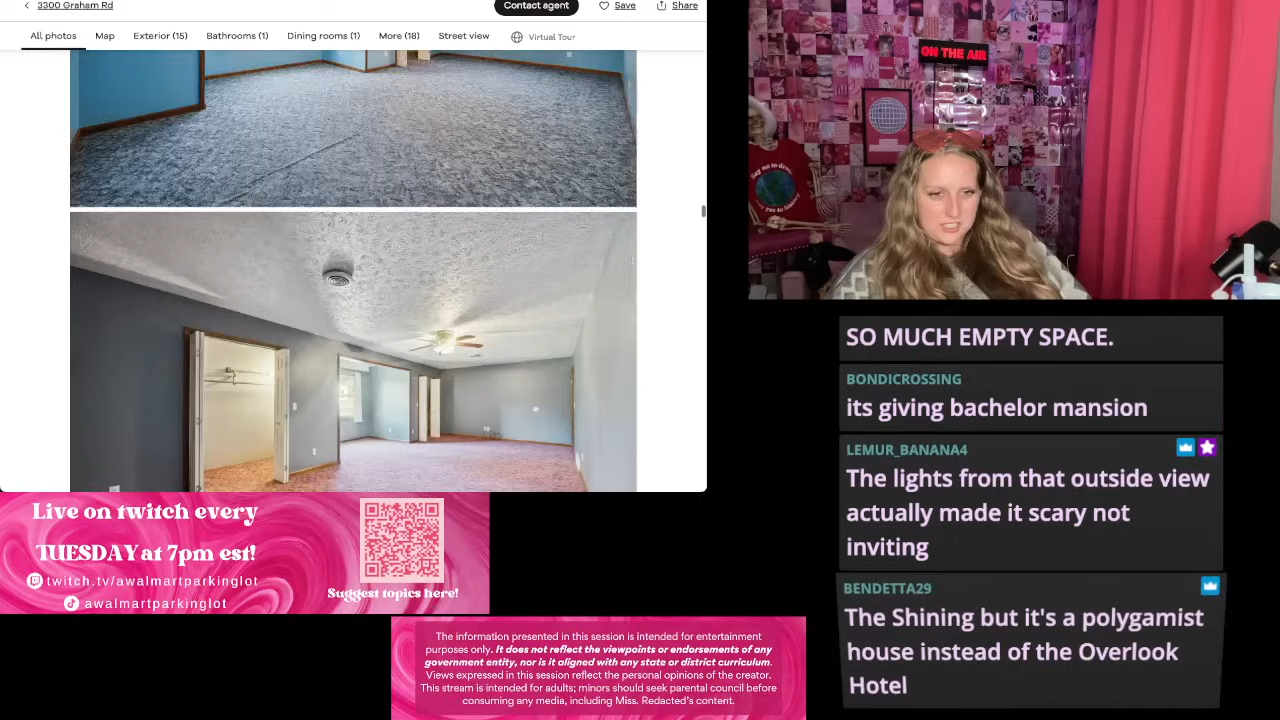 3300 Graham Rd
Contact agent
Save
Share
All photos
Map
Exterior (15)
Bathrooms (1)
Dining rooms (1)
More (18)
Street view
Virtual Tour
ON THE AIR
SO MUCH EMPTY SPACE.
BONDICROSSING
its giving bachelor mansion
LEMUR_BANANA4
The lights from that outside view
actually made it scary not
inviting
BENDETTA29
The Shining but it's a polygamist
house instead of the Overlook
Hotel
Live on twitch every
TUESDAY at 7pm est!
twitch.tv/awalmartparkinglot
awalmartparkinglot
Suggest topics here!
The information presented in this session is intended for entertainment
purposes only. It does not reflect the viewpoints or endorsements of any
government entity, nor is it aligned with any state or district curriculum.
Views expressed in this session reflect the personal opinions of the creator.
This stream is intended for adults; minors should seek parental council before
consuming any media, including Miss. Redacted's content.